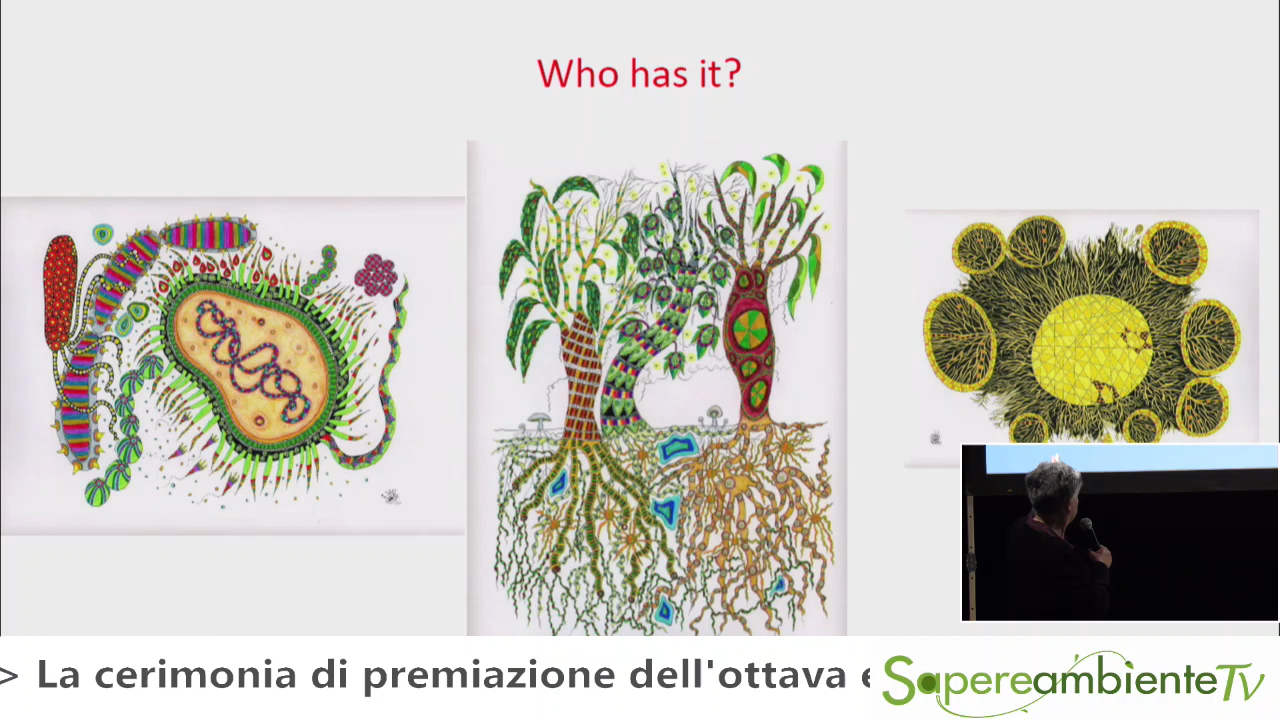 Who has it?
> La cerimonia di premiazione dell'ottava e
SapereambienteTv